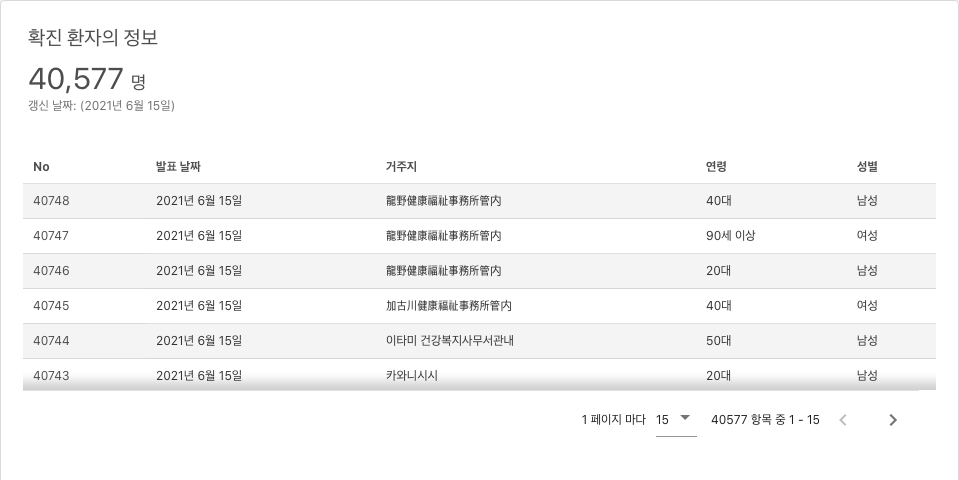 확진 환자의 정보
40,577 명
갱신 날짜: (2021년 6월 15일)
No 발표 날짜 거주지 연령 성별
40748 2021년 6월 15일 龍野健康福祉事務所管内 40대 남성
40747 2021년 6월 15일 龍野健康福祉事務所管内 90세 이상 여성
40746 2021년 6월 15일 龍野健康福祉事務所管内 20대 남성
40745 2021년 6월 15일 加古川健康福祉事務所管内 40대 여성
40744 2021년 6월 15일 이타미 건강복지사무서관내 50대 남성
40743 2021년 6월 15일 카와니시시 20대 남성
1 페이지 마다 15 40577 항목 중 1 - 15